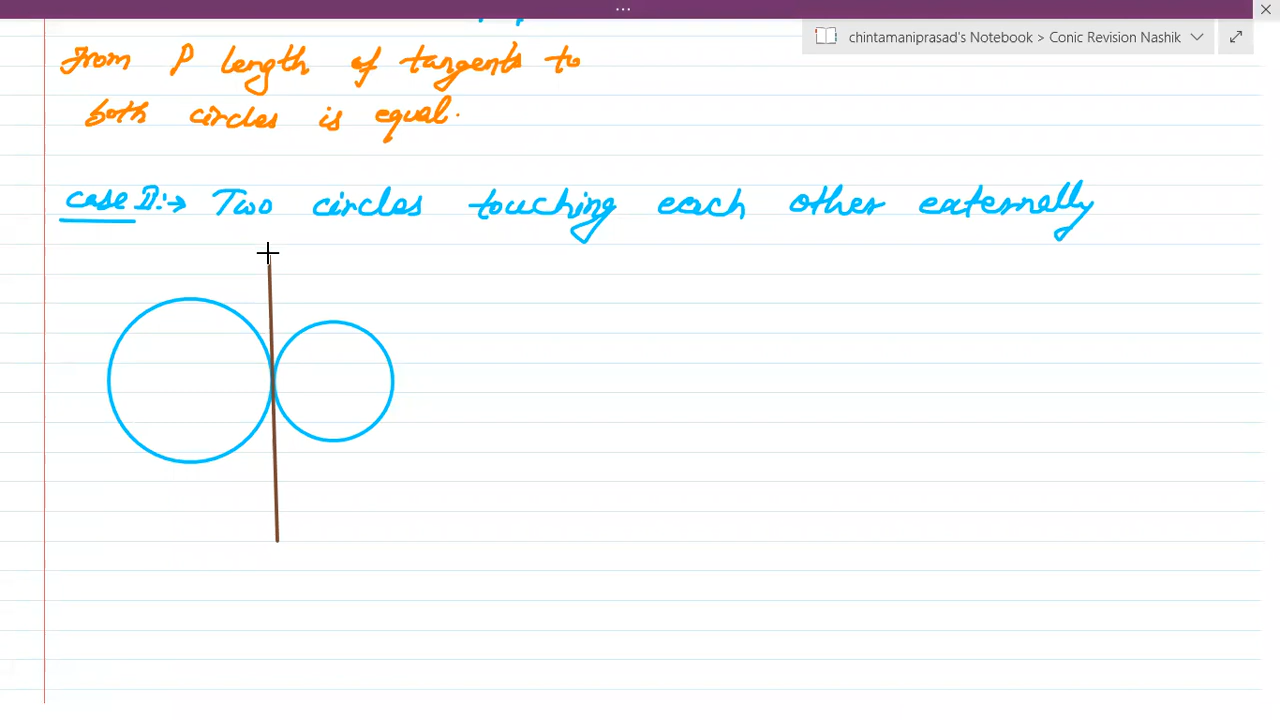 chintamaniprasad's Notebook > Conic Revision Nashik
From P length of tangents to
both circles is equal.
case II:→ Two circles touching each other externally